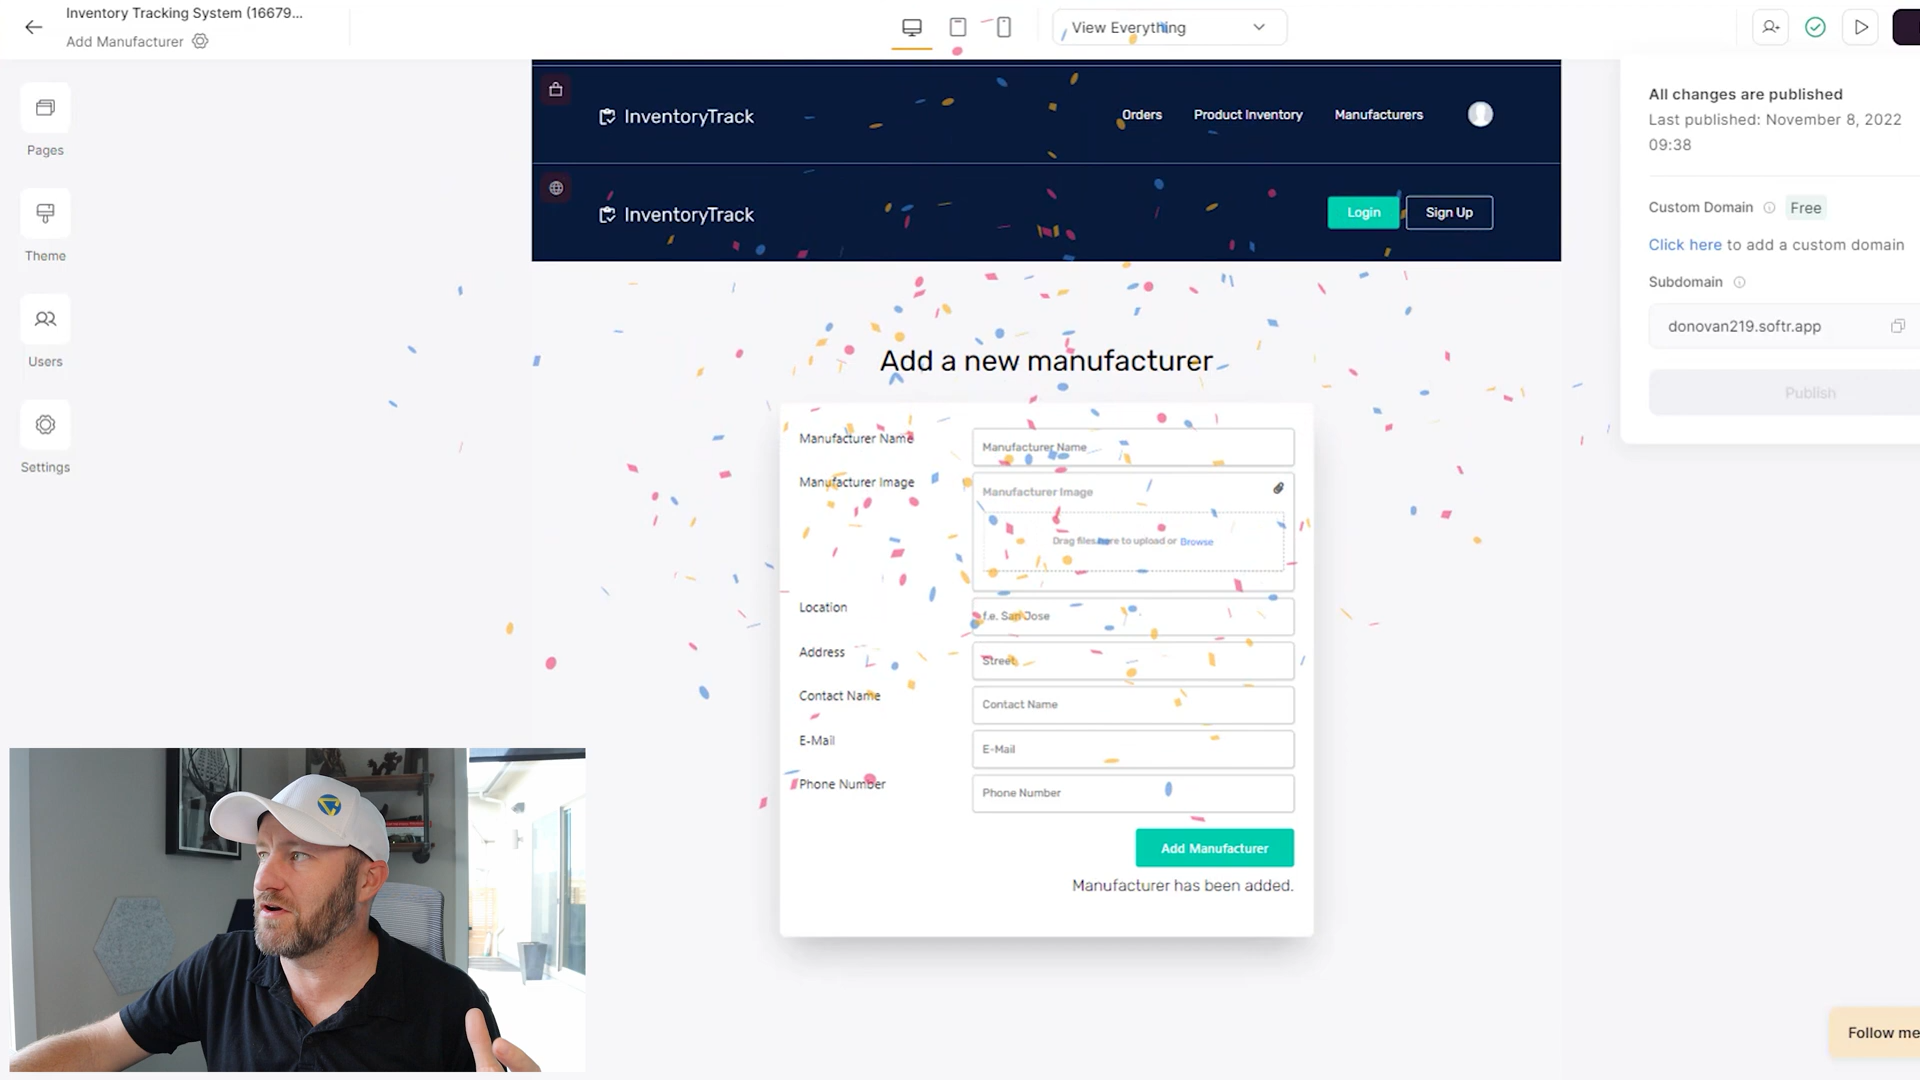 Inventory Tracking System (16679...
Add Manufacturer
View Everything
Pages
Theme
Users
Settings
InventoryTrack
Orders
Product Inventory
Manufacturers
InventoryTrack
Login
Sign Up
Add a new manufacturer
Manufacturer Name
Manufacturer Name
Manufacturer Image
Manufacturer Image
Drag files here to upload or Browse
Location
f.e. San Jose
Address
Street
Contact Name
Contact Name
E-Mail
E-Mail
Phone Number
Phone Number
Add Manufacturer
Manufacturer has been added.
All changes are published
Last published: November 8, 2022
09:38
Custom Domain
Free
Click here to add a custom domain
Subdomain
donovan219.softr.app
Publish
Follow me